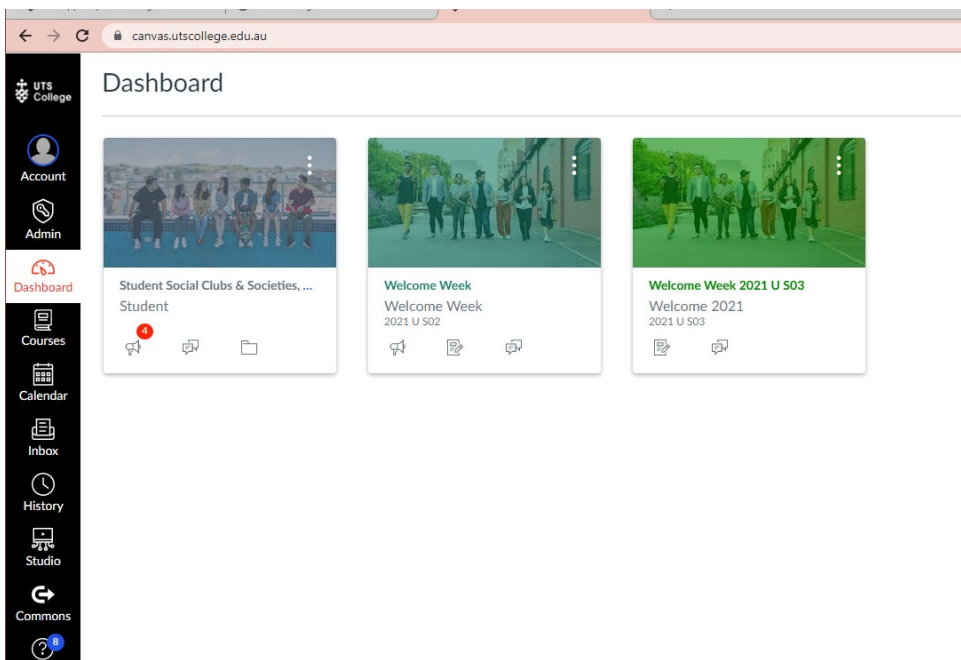 canvas.utscollege.edu.au
UTS
College
Dashboard
Account
Admin
Dashboard
Courses
Calendar
Inbox
History
Studio
Commons
8
Student Social Clubs & Societies, ...
Student
4
Welcome Week
Welcome Week
2021 U S02
Welcome Week 2021 U S03
Welcome 2021
2021 U S03